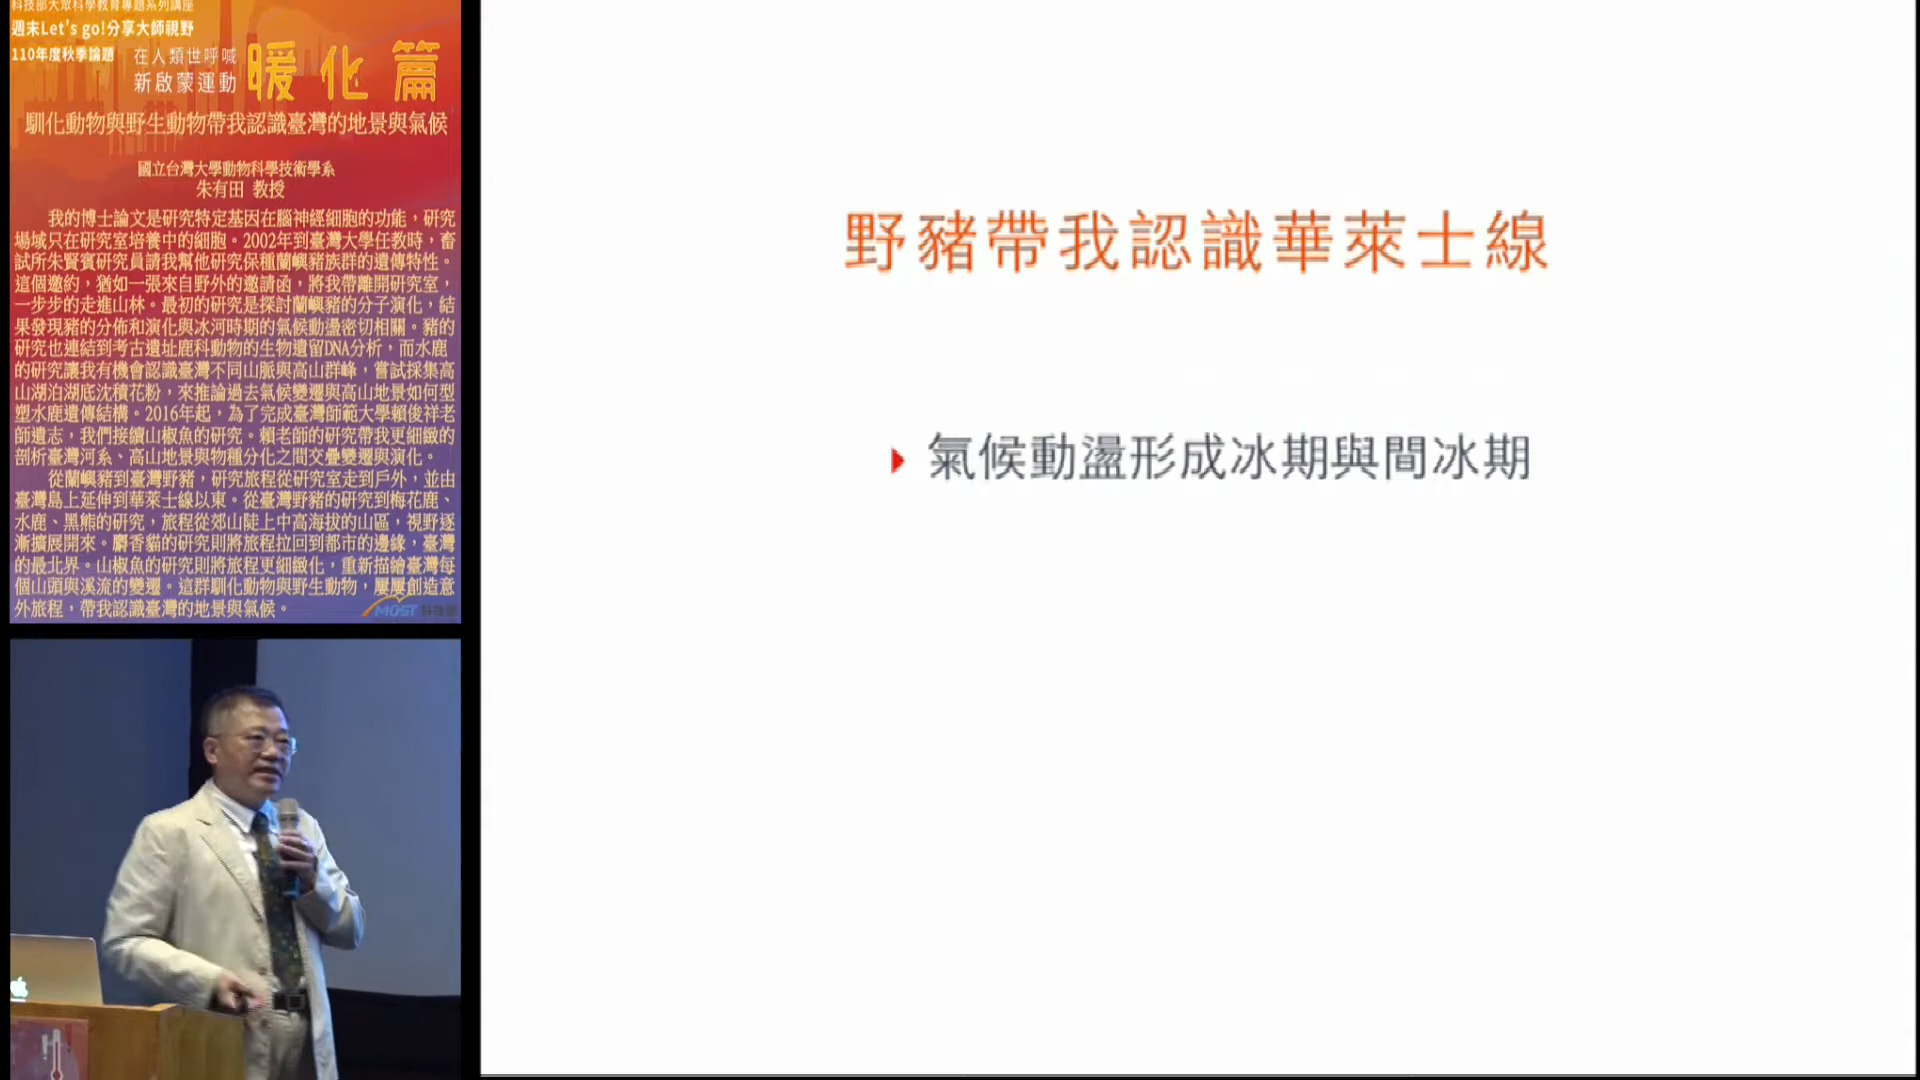 科技部大眾科學教育專題系列講座
週末Let's go!分享大師視野
110年度秋季論題
在人類世呼喊
新啟蒙運動
暖化篇
馴化動物與野生動物帶我認識臺灣的地景與氣候
國立台灣大學動物科學技術學系
朱有田 教授
我的博士論文是研究特定基因在腦神經細胞的功能，研究
場域只在研究室培養中的細胞。2002年到臺灣大學任教時，畜
試所朱賢賓研究員請我幫他研究保種蘭嶼豬族群的遺傳特性。
這個邀約，猶如一張來自野外的邀請函，將我帶離開研究室，
一步步的走進山林。最初的研究是探討蘭嶼豬的分子演化，結
果發現豬的分佈和演化與冰河時期的氣候動盪密切相關。豬的
研究也連結到考古遺址鹿科動物的生物遺留DNA分析，而水鹿
的研究讓我有機會認識臺灣不同山脈與高山群峰，嘗試採集高
山湖泊湖底沈積花粉，來推論過去氣候變遷與高山地景如何型
塑水鹿遺傳結構。2016年起，為了完成臺灣師範大學賴俊祥老
師遺志，我們接續山椒魚的研究。賴老師的研究帶我更細緻的
剖析臺灣河系、高山地景與物種分化之間交疊變遷與演化。
從蘭嶼豬到臺灣野豬，研究旅程從研究室走到戶外，並由
臺灣島上延伸到華萊士線以東。從臺灣野豬的研究到梅花鹿、
水鹿、黑熊的研究，旅程從郊山陡上中高海拔的山區，視野逐
漸擴展開來。麝香貓的研究則將旅程拉回到都市的邊緣，臺灣
的最北界。山椒魚的研究則將旅程更細緻化，重新描繪臺灣每
個山頭與溪流的變遷。這群馴化動物與野生動物，屢屢創造意
外旅程，帶我認識臺灣的地景與氣候。
MOST 科技部
野豬帶我認識華萊士線
氣候動盪形成冰期與間冰期